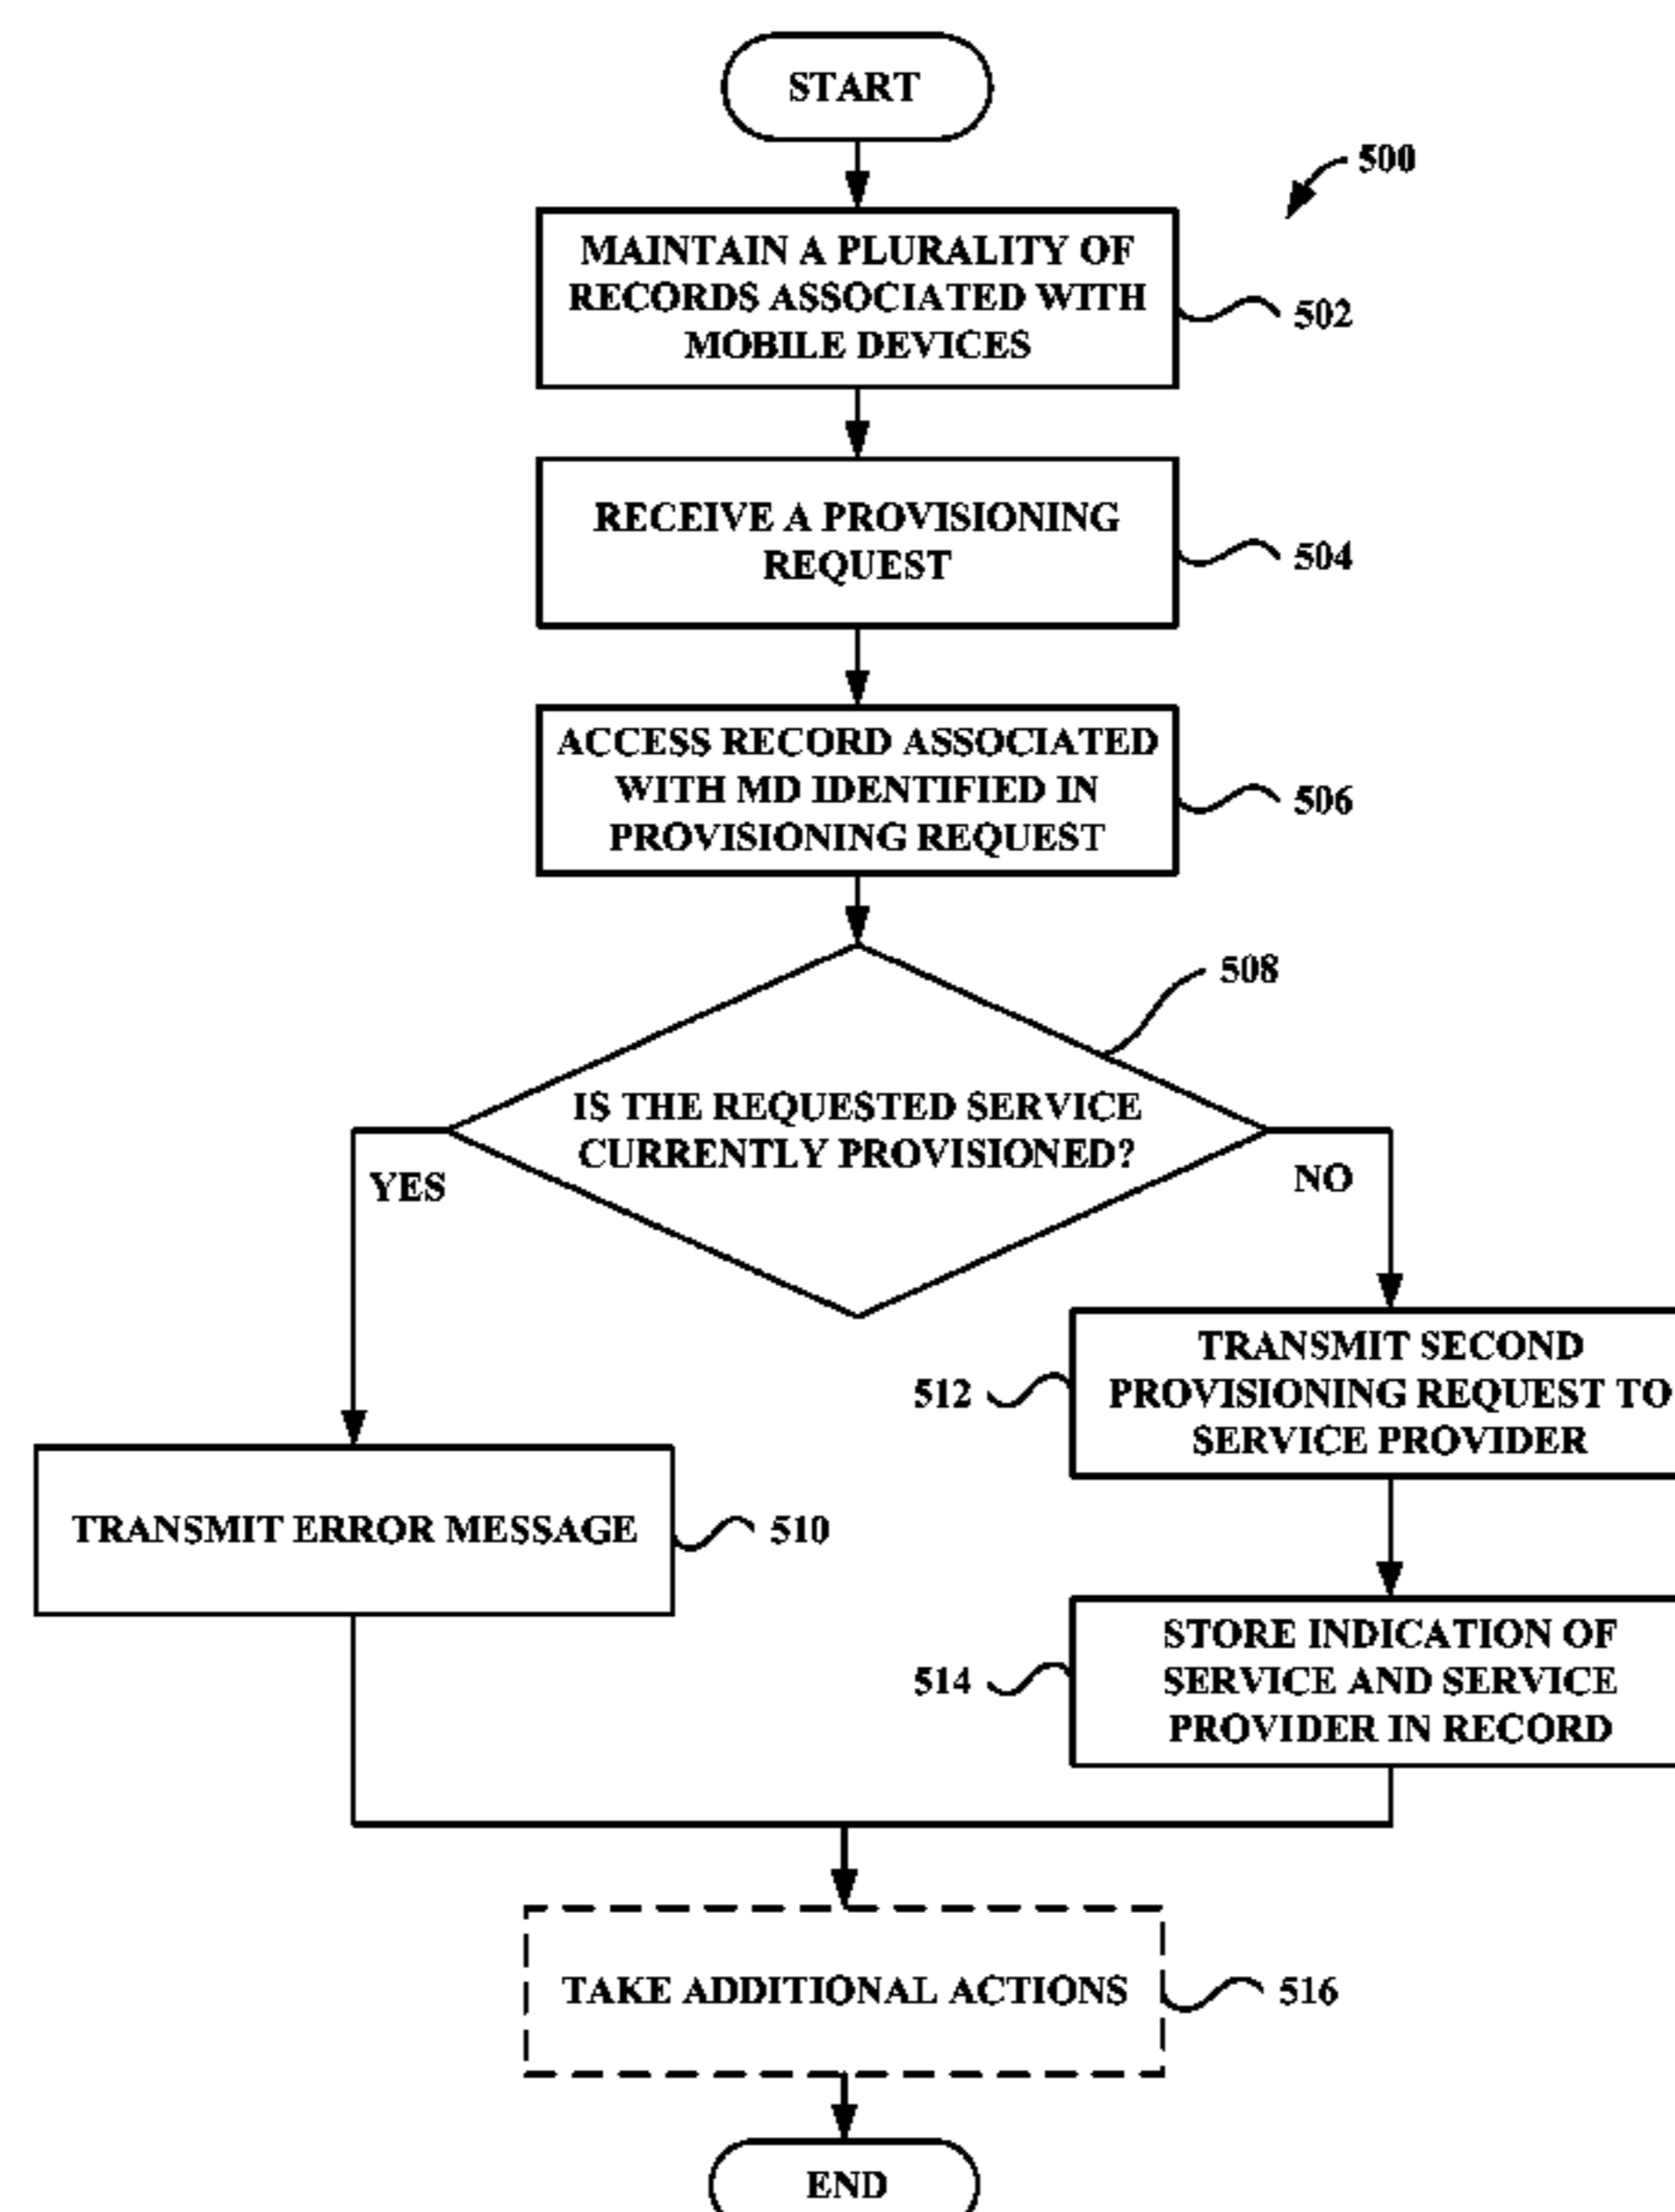 START
500
MAINTAIN A PLURALITY OF
RECORDS ASSOCIATED WITH
MOBILE DEVICES
502
RECEIVE A PROVISIONING
REQUEST
504
ACCESS RECORD ASSOCIATED
WITH MD IDENTIFIED IN
PROVISIONING REQUEST
506
508
IS THE REQUESTED SERVICE
CURRENTLY PROVISIONED?
YES
NO
TRANSMIT SECOND
PROVISIONING REQUEST TO
SERVICE PROVIDER
512
TRANSMIT ERROR MESSAGE
510
STORE INDICATION OF
SERVICE AND SERVICE
PROVIDER IN RECORD
514
TAKE ADDITIONAL ACTIONS
516
END